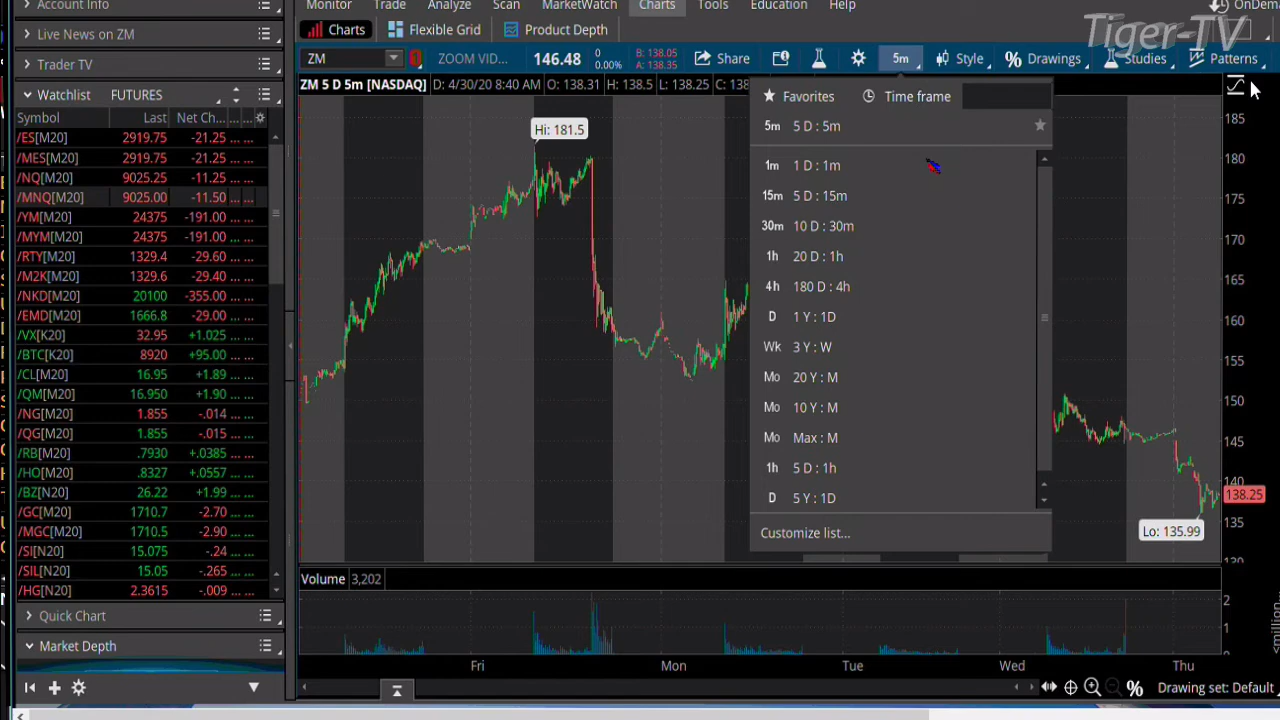 Monitor Trade Analyze Scan MarketWatch Charts Tools Education Help
OnDem
Tiger-TV
Account Info
Live News on ZM
Trader TV
Watchlist FUTURES
Symbol Last Net Ch... ... ...
/ES[M20] 2919.75 -21.25 ... ...
/MES[M20] 2919.75 -21.25 ... ...
/NQ[M20] 9025.25 -11.25 ... ...
/MNQ[M20] 9025.00 -11.50 ... ...
/YM[M20] 24375 -191.00 ... ...
/MYM[M20] 24375 -191.00 ... ...
/RTY[M20] 1329.4 -29.60 ... ...
/M2K[M20] 1329.6 -29.40 ... ...
/NKD[M20] 20100 -355.00 ... ...
/EMD[M20] 1666.8 -29.00 ... ...
/VX[K20] 32.95 +1.025 ... ...
/BTC[K20] 8920 +95.00 ... ...
/CL[M20] 16.95 +1.89 ... ...
/QM[M20] 16.950 +1.90 ... ...
/NG[M20] 1.855 -.014 ... ...
/QG[M20] 1.855 -.015 ... ...
/RB[M20] .7930 +.0385 ... ...
/HO[M20] .8327 +.0557 ... ...
/BZ[N20] 26.22 +1.99 ... ...
/GC[M20] 1710.7 -2.70 ... ...
/MGC[M20] 1710.5 -2.90 ... ...
/SI[N20] 15.075 -.24 ... ...
/SIL[N20] 15.05 -.265 ... ...
/HG[N20] 2.3615 -.009 ... ...
Quick Chart
Market Depth
Charts Flexible Grid Product Depth
ZM ZOOM VID... 146.48 0 0.00% B: 138.05 A: 138.35 Share 5m Style % Drawings Studies Patterns
ZM 5 D 5m [NASDAQ] D: 4/30/20 8:40 AM O: 138.31 H: 138.35 L: 138.25 C: 138
Favorites Time frame
5m 5 D : 5m
1m 1 D : 1m
15m 5 D : 15m
30m 10 D : 30m
1h 20 D : 1h
4h 180 D : 4h
D 1 Y : 1D
Wk 3 Y : W
Mo 20 Y : M
Mo 10 Y : M
Mo Max : M
1h 5 D : 1h
D 5 Y : 1D
Customize list...
Hi: 181.5
Lo: 135.99
185
180
175
170
165
160
155
150
145
140
138.25
135
130
Volume 3,202
2
1
0
<million...
Fri Mon Tue Wed Thu
% Drawing set: Default